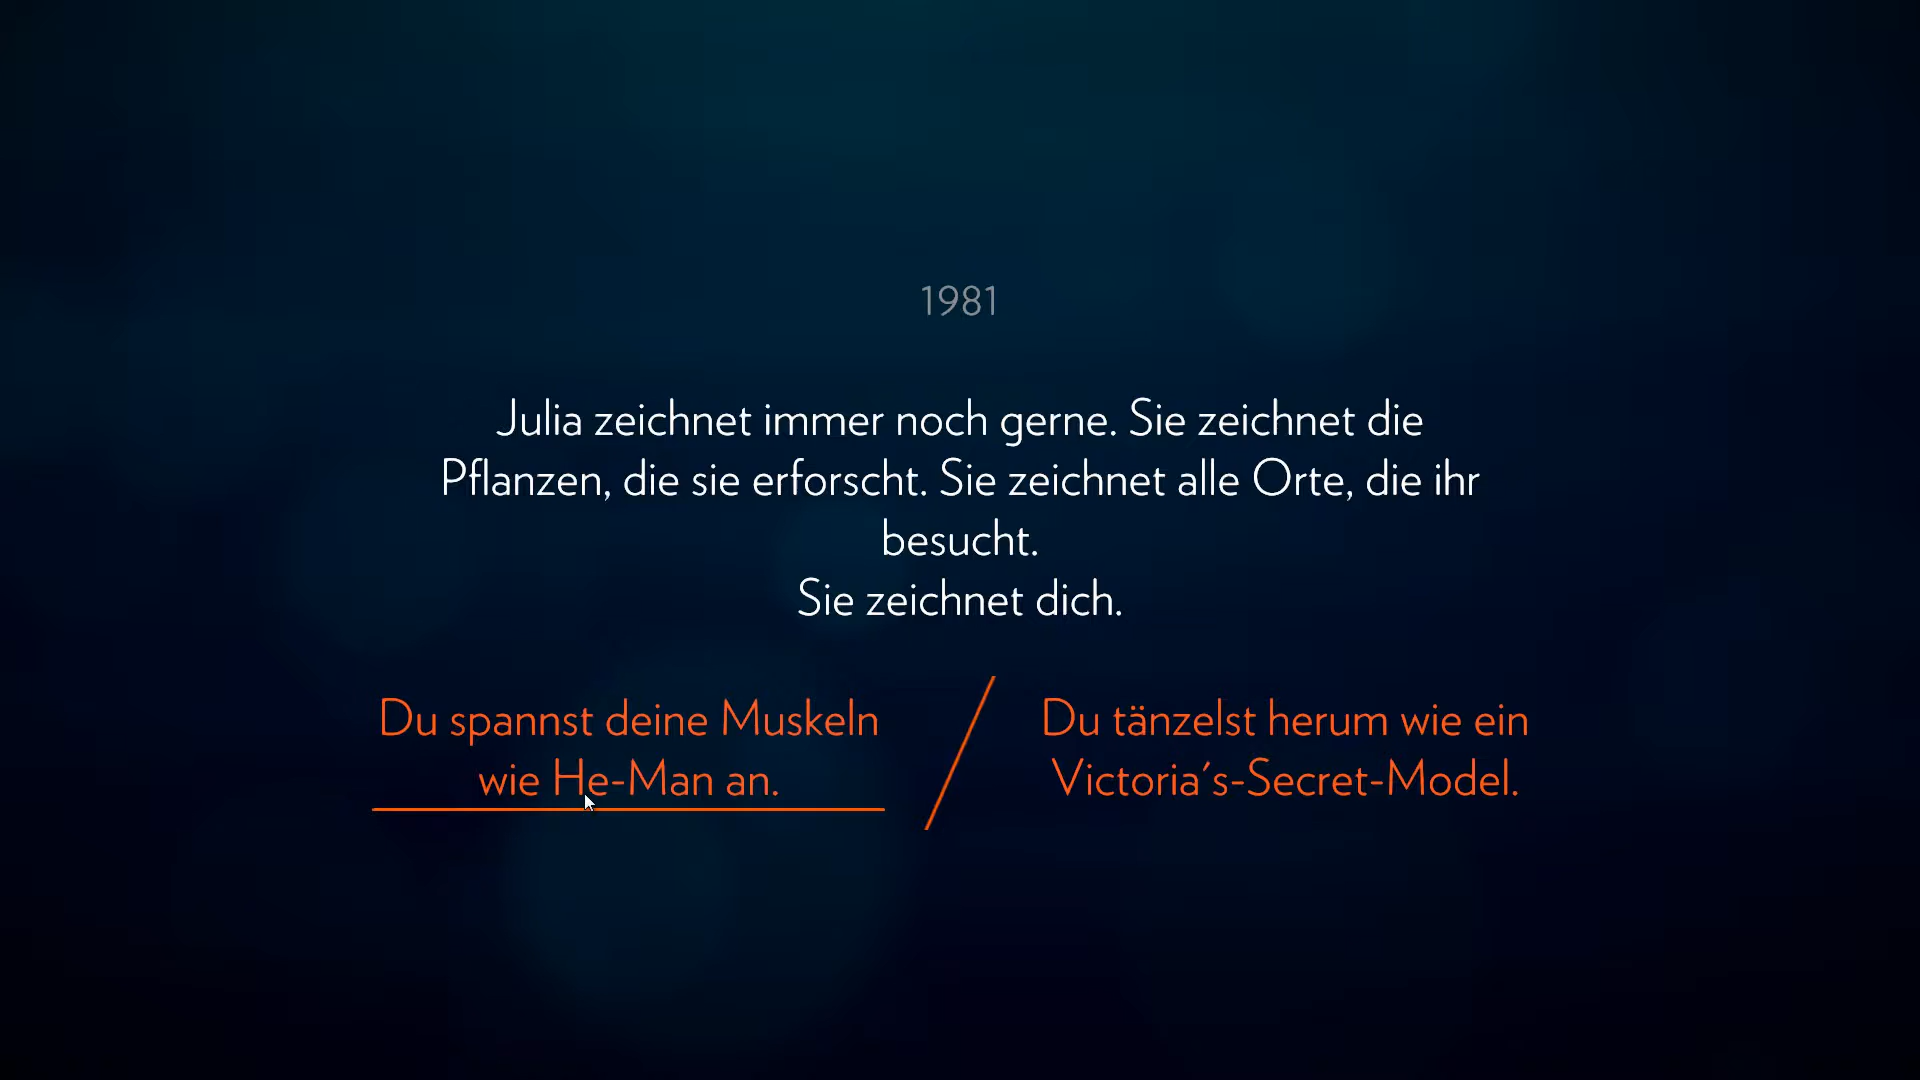 1981
Julia zeichnet immer noch gerne. Sie zeichnet die
Pflanzen, die sie erforscht. Sie zeichnet alle Orte, die ihr
besucht.
Sie zeichnet dich.
Du spannst deine Muskeln
wie He-Man an.
Du tänzelst herum wie ein
Victoria´s-Secret-Model.